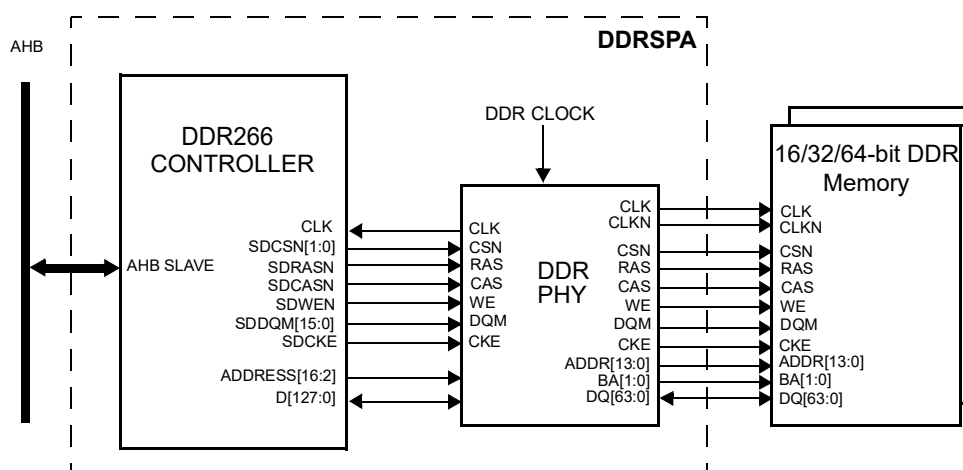 DDRSPA
AHB
DDR CLOCK
DDR266
CONTROLLER
16/32/64-bit DDR
Memory
CLK
SDCSN[1:0]
SDRASN
SDCASN
SDWEN
SDDQM[15:0]
SDCKE
ADDRESS[16:2]
D[127:0]
AHB SLAVE
CLK
CSN
RAS
CAS
WE
DQM
CKE
DDR
PHY
CLK
CLKN
CSN
RAS
CAS
WE
DQM
CKE
ADDR[13:0]
BA[1:0]
DQ[63:0]
CLK
CLKN
CSN
RAS
CAS
WE
DQM
CKE
ADDR[13:0]
BA[1:0]
DQ[63:0]